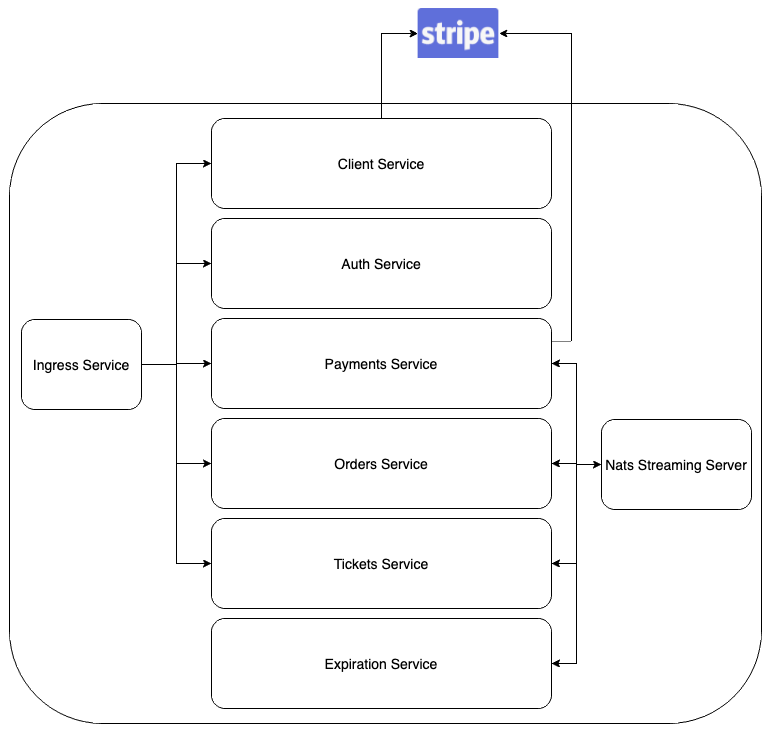 stripe
Client Service
Auth Service
Ingress Service
Payments Service
Orders Service
Nats Streaming Server
Tickets Service
Expiration Service